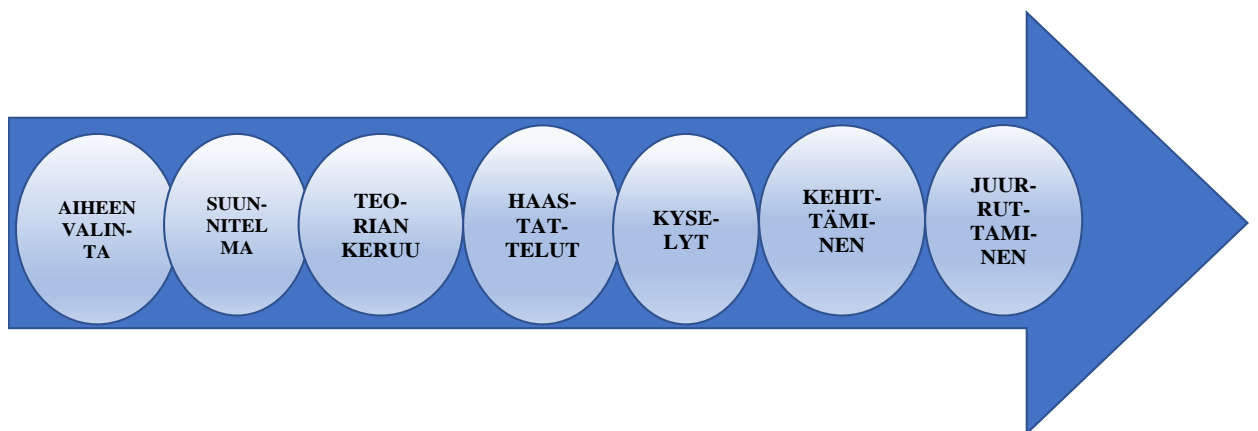 AIHEEN
VALIN-
TA
SUUN-
NITEL
MA
TEO-
RIAN
KERUU
HAAS-
TAT-
TELUT
KYSE-
LYT
KEHIT-
TÄMI-
NEN
JUUR-
RUT-
TAMI-
NEN